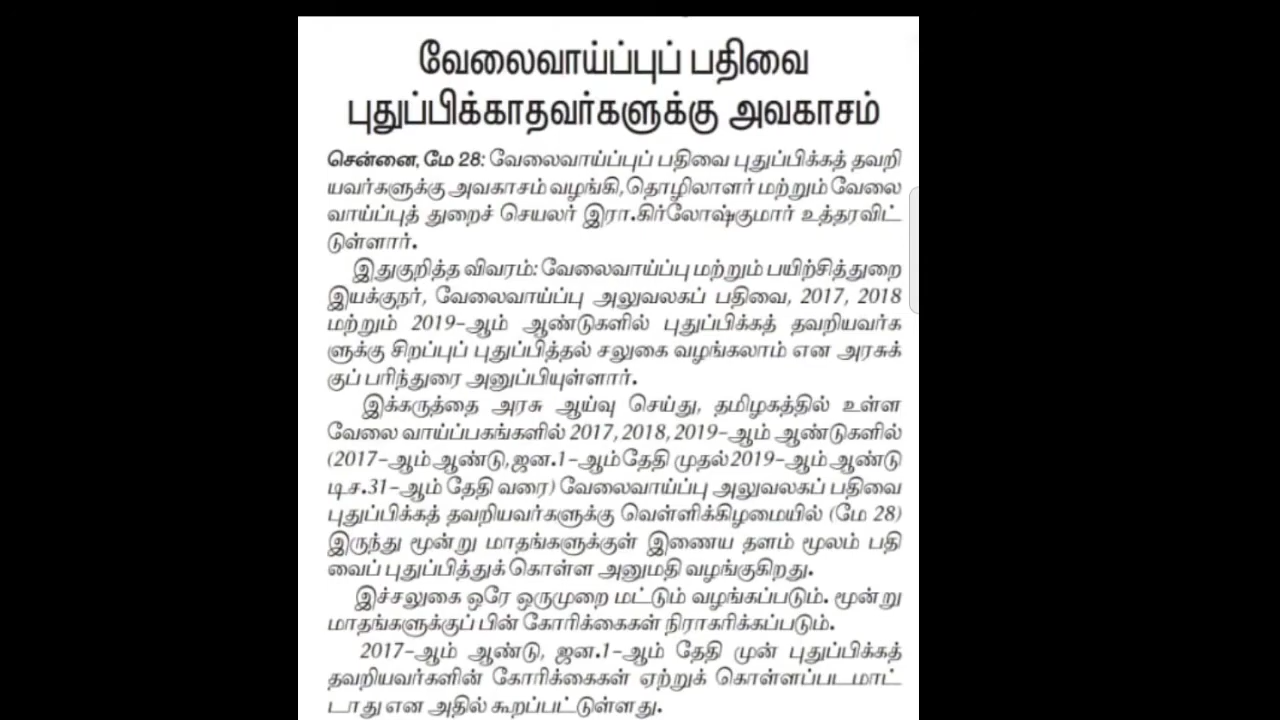 வேலைவாய்ப்புப் பதிவை
புதுப்பிக்காதவர்களுக்கு அவகாசம்
சென்னை, மே 28: வேலைவாய்ப்புப் பதிவை புதுப்பிக்கத் தவறி
யவர்களுக்கு அவகாசம் வழங்கி, தொழிலாளர் மற்றும் வேலை
வாய்ப்புத் துறைச் செயலர் இரா.கிர்லோஷ்குமார் உத்தரவிட்
டுள்ளார்.
இதுகுறித்த விவரம்: வேலைவாய்ப்பு மற்றும் பயிற்சித்துறை
இயக்குநர், வேலைவாய்ப்பு அலுவலகப் பதிவை, 2017, 2018
மற்றும் 2019-ஆம் ஆண்டுகளில் புதுப்பிக்கத் தவறியவர்க
ளுக்கு சிறப்புப் புதுப்பித்தல் சலுகை வழங்கலாம் என அரசுக்
குப் பரிந்துரை அனுப்பியுள்ளார்.
இக்கருத்தை அரசு ஆய்வு செய்து, தமிழகத்தில் உள்ள
வேலை வாய்ப்பகங்களில் 2017, 2018, 2019-ஆம் ஆண்டுகளில்
(2017-ஆம் ஆண்டு, ஜன.1-ஆம் தேதி முதல் 2019-ஆம் ஆண்டு
டிச.31-ஆம் தேதி வரை) வேலைவாய்ப்பு அலுவலகப் பதிவை
புதுப்பிக்கத் தவறியவர்களுக்கு வெள்ளிக்கிழமையில் (மே 28)
இருந்து மூன்று மாதங்களுக்குள் இணைய தளம் மூலம் பதி
வைப் புதுப்பித்துக் கொள்ள அனுமதி வழங்குகிறது.
இச்சலுகை ஒரே ஒருமுறை மட்டும் வழங்கப்படும். மூன்று
மாதங்களுக்குப் பின் கோரிக்கைகள் நிராகரிக்கப்படும்.
2017-ஆம் ஆண்டு, ஜன.1-ஆம் தேதி முன் புதுப்பிக்கத்
தவறியவர்களின் கோரிக்கைகள் ஏற்றுக் கொள்ளப்படமாட்
டாது என அதில் கூறப்பட்டுள்ளது.